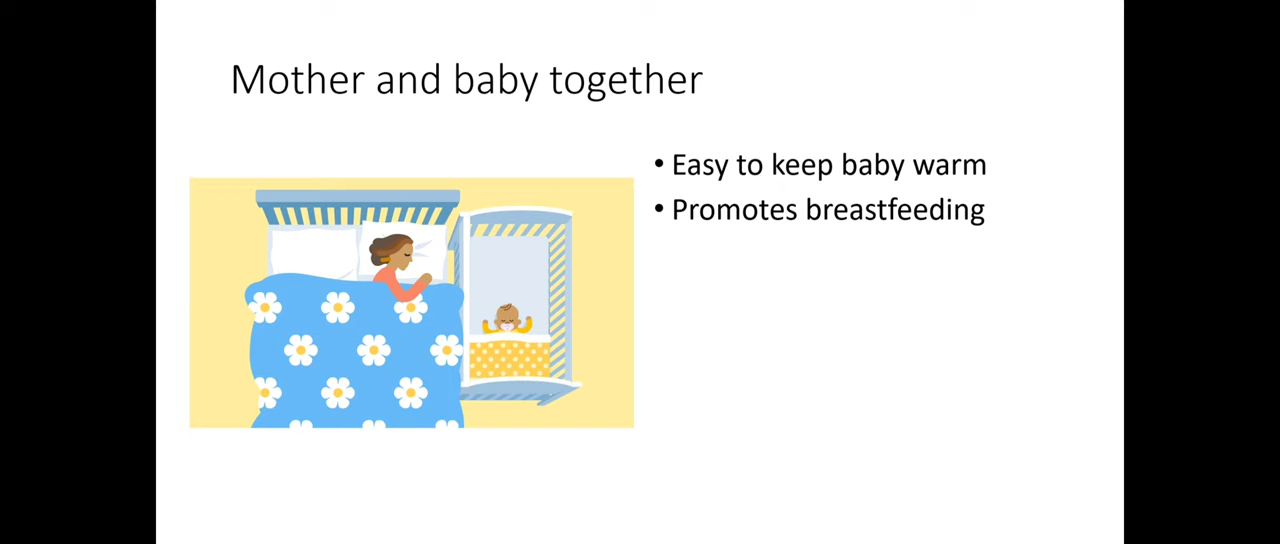 Mother and baby together
• Easy to keep baby warm
• Promotes breastfeeding